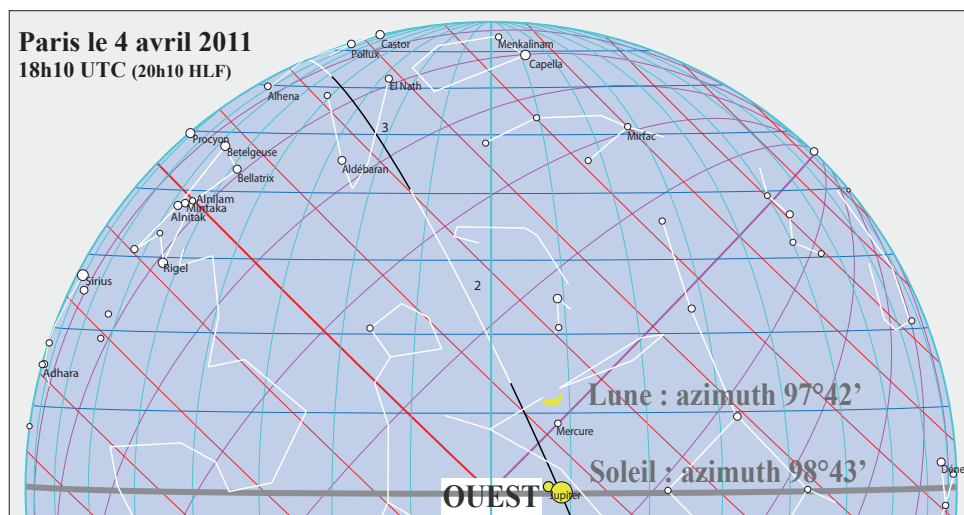 Paris le 4 avril 2011
18h10 UTC (20h10 HLF)
Castor
Pollux
Menkalinam
Capella
El Nath
Alhena
3
Mirfac
Procyon
Betelgeuse
Aldébaran
Bellatrix
Alnilam
Mintaka
Alnitak
Rigel
Sirius
2
Adhara
Lune : azimuth 97°42’
Mercure
Soleil : azimuth 98°43’
Déne
OUEST
Jupiter